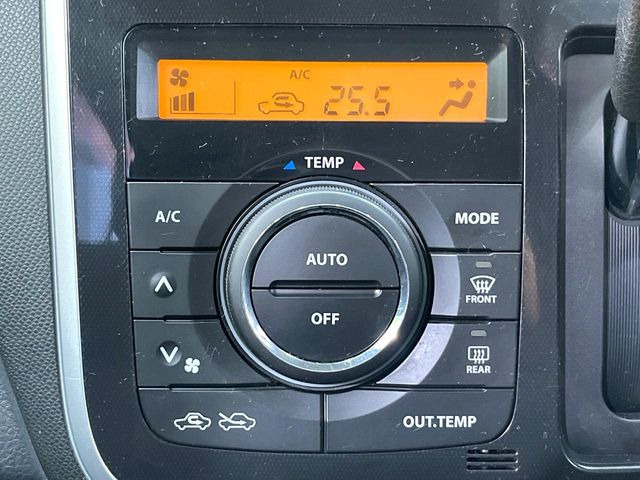 A/C
25.5
TEMP
A/C
MODE
AUTO
FRONT
OFF
REAR
OUT.TEMP